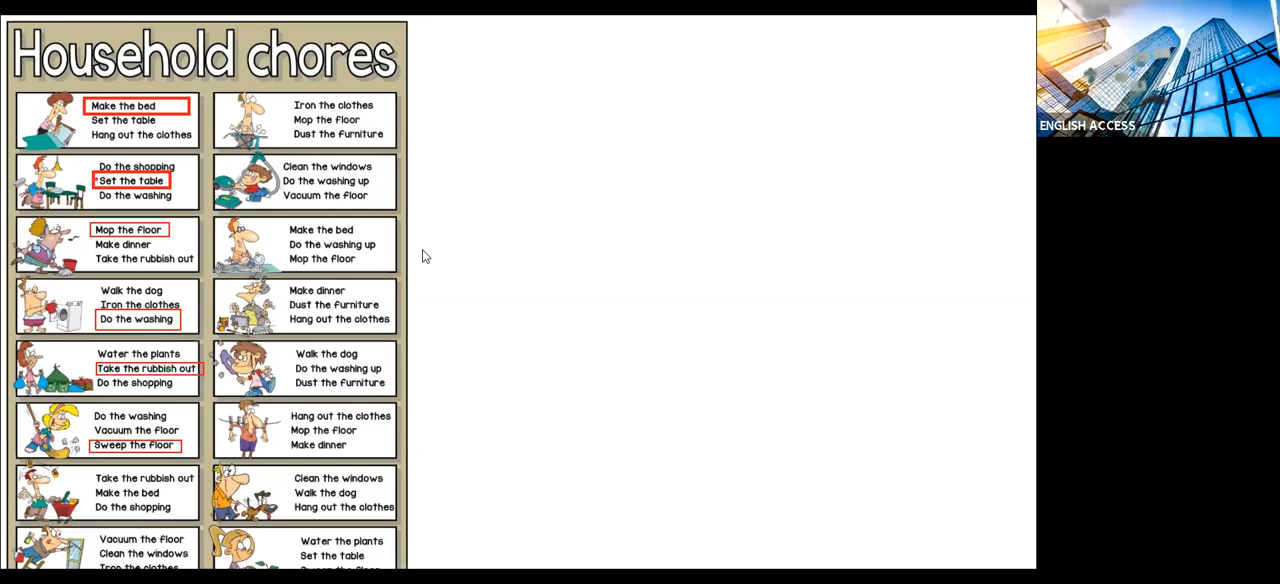 Household chores
Make the bed
Set the table
Hang out the clothes
Do the shopping
Set the table
Do the washing
Mop the floor
Make dinner
Take the rubbish out
Walk the dog
Iron the clothes
Do the washing
Water the plants
Take the rubbish out
Do the shopping
Do the washing
Vacuum the floor
Sweep the floor
Take the rubbish out
Make the bed
Do the shopping
Vacuum the floor
Clean the windows
Iron the clothes
Iron the clothes
Mop the floor
Dust the furniture
Clean the windows
Do the washing up
Vacuum the floor
Make the bed
Do the washing up
Mop the floor
Make dinner
Dust the furniture
Hang out the clothes
Walk the dog
Do the washing up
Dust the furniture
Hang out the clothes
Mop the floor
Make dinner
Clean the windows
Walk the dog
Hang out the clothes
Water the plants
Set the table
Sweep the floor
ENGLISH ACCESS